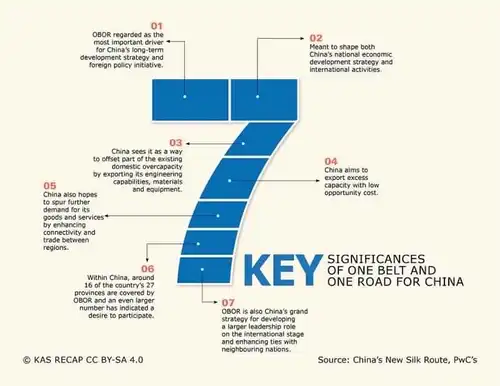 01
OBOR regarded as the
most important driver
for China's long-term
development strategy and
foreign policy initiative.
02
Meant to shape both
China's national economic
development strategy and
international activities.
03
China sees it as a way
to offset part of the existing
domestic overcapacity
by exporting its engineering
capabilities, materials
and equipment.
04
China aims to
export excess
capacity with low
opportunity cost.
05
China also hopes
to spur further
demand for its
goods and services
by enhancing
connectivity and
trade between
regions.
06
Within China, around
16 of the country's 27
provinces are covered by
OBOR and an even larger
number has indicated a
desire to participate.
07
OBOR is also China's grand
strategy for developing
a larger leadership role
on the international stage
and enhancing ties with
neighbouring nations.
7
KEY SIGNIFICANCES
OF ONE BELT AND
ONE ROAD FOR CHINA
© KAS RECAP CC BY-SA 4.0
Source: China's New Silk Route, PwC's